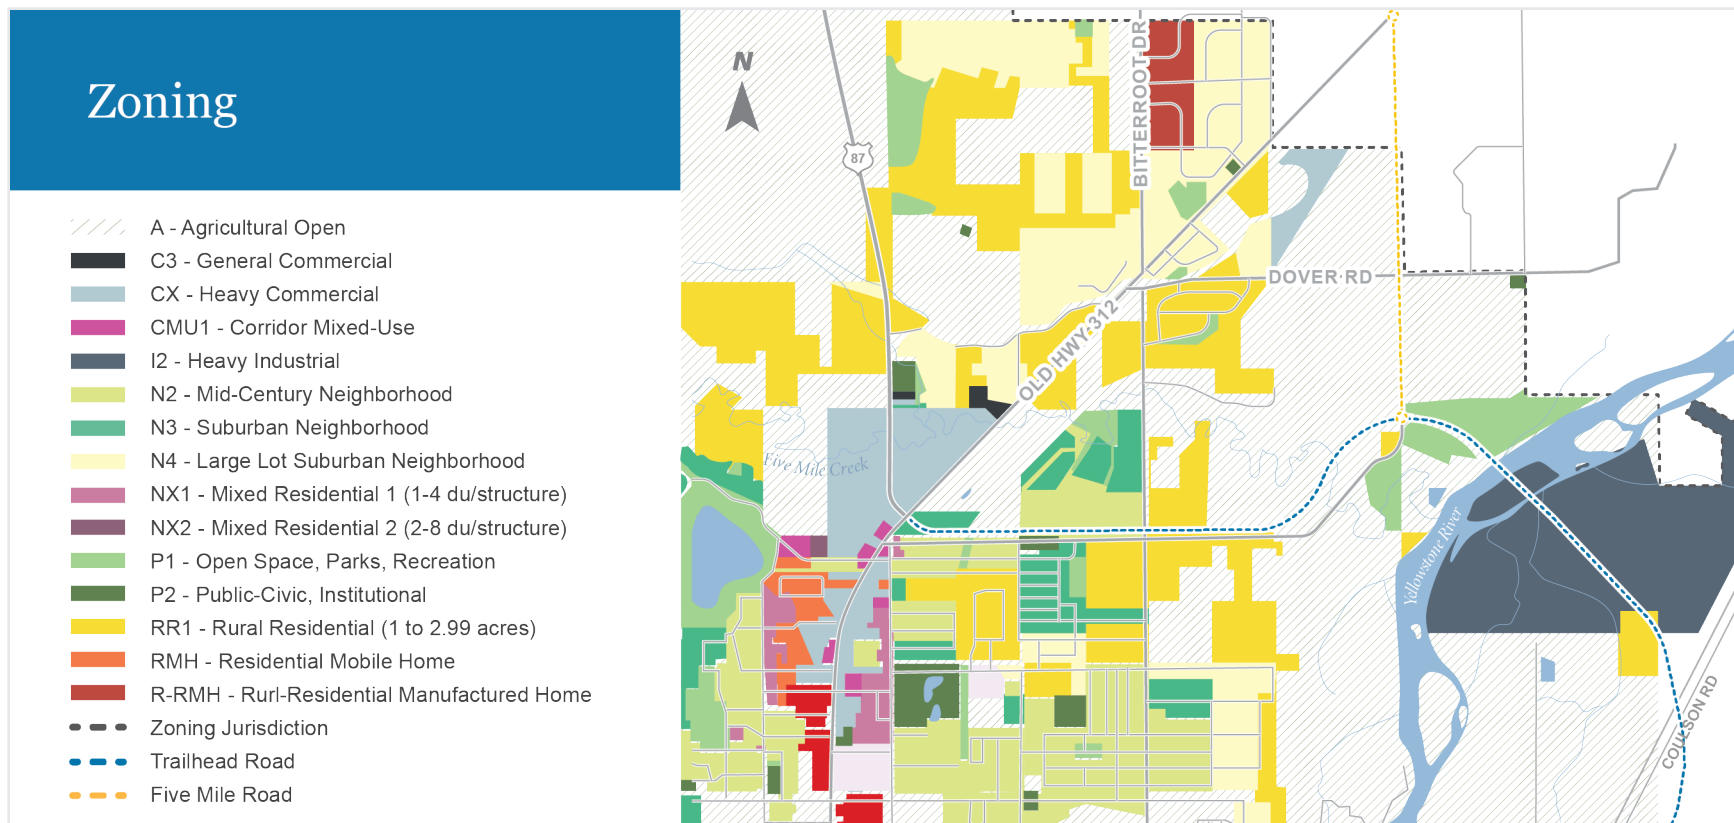 Zoning
A - Agricultural Open
C3 - General Commercial
CX - Heavy Commercial
CMU1 - Corridor Mixed-Use
I2 - Heavy Industrial
N2 - Mid-Century Neighborhood
N3 - Suburban Neighborhood
N4 - Large Lot Suburban Neighborhood
NX1 - Mixed Residential 1 (1-4 du/structure)
NX2 - Mixed Residential 2 (2-8 du/structure)
P1 - Open Space, Parks, Recreation
P2 - Public-Civic, Institutional
RR1 - Rural Residential (1 to 2.99 acres)
RMH - Residential Mobile Home
R-RMH - Rurl-Residential Manufactured Home
Zoning Jurisdiction
Trailhead Road
Five Mile Road
N
87
BITTERROOT DR
DOVER RD
OLD HWY 312
Five Mile Creek
Yellowstone River
COULSON RD